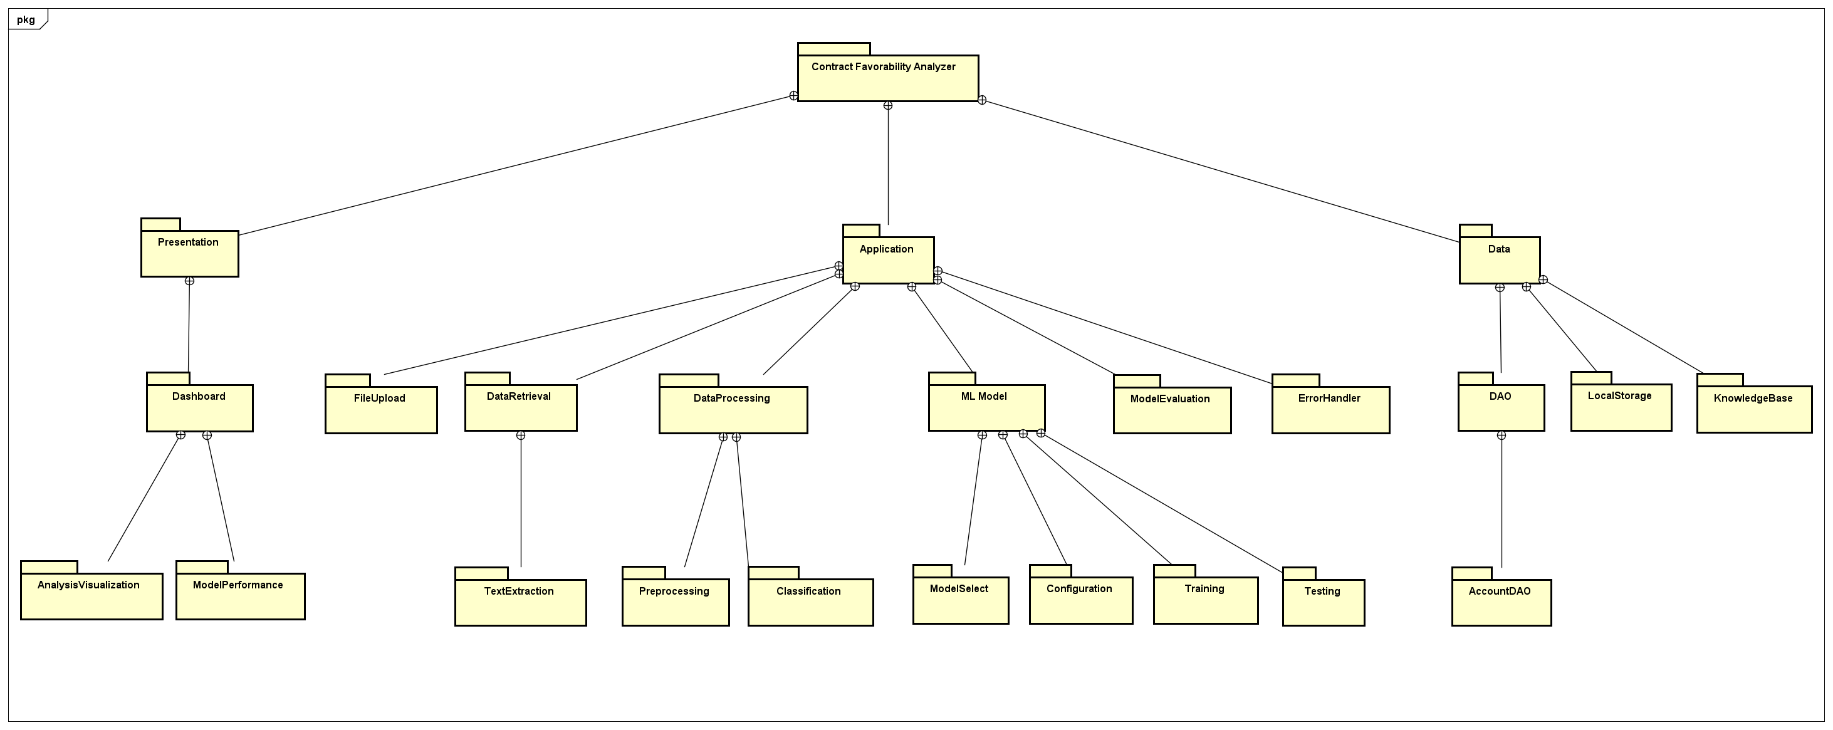 pkg
Contract Favorability Analyzer
Presentation
Application
Data
Dashboard
FileUpload
DataRetrieval
DataProcessing
ML Model
ModelEvaluation
ErrorHandler
DAO
LocalStorage
KnowledgeBase
AnalysisVisualization
ModelPerformance
TextExtraction
Preprocessing
Classification
ModelSelect
Configuration
Training
Testing
AccountDAO